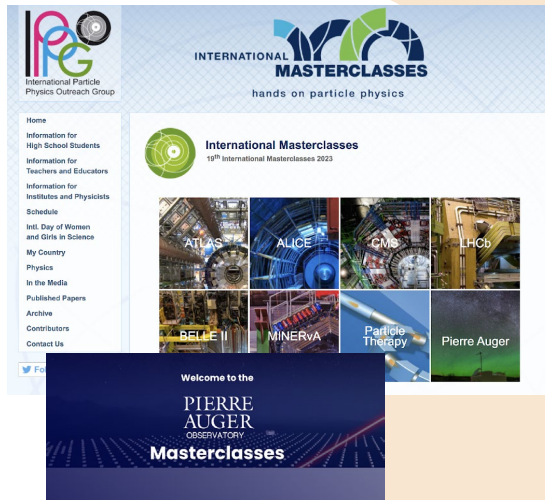 IPPOG
International Particle
Physics Outreach Group
INTERNATIONAL
MASTERCLASSES
hands on particle physics
Home
Information for
High School Students
Information for
Teachers and Educators
Information for
Institutes and Physicists
Schedule
Intl. Day of Women
and Girls in Science
My Country
Physics
In the Media
Published Papers
Archive
Contributors
Contact Us
International Masterclasses
19th International Masterclasses 2023
ATLAS
ALICE
CMS
LHCb
BELLE II
MINERvA
Particle
Therapy
Pierre Auger
Welcome to the
PIERRE
AUGER
OBSERVATORY
Masterclasses